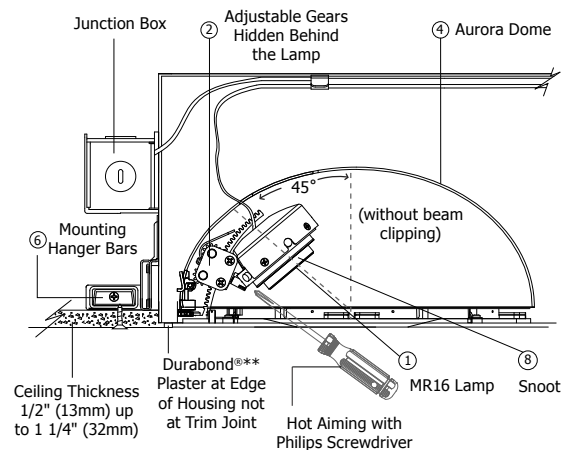 Junction Box
2
Adjustable Gears
Hidden Behind
the Lamp
4 Aurora Dome
45°
(without beam
clipping)
6
Mounting
Hanger Bars
Ceiling Thickness
1/2" (13mm) up
to 1 1/4" (32mm)
Durabond®**
Plaster at Edge
of Housing not
at Trim Joint
Hot Aiming with
Philips Screwdriver
1
MR16 Lamp
8
Snoot